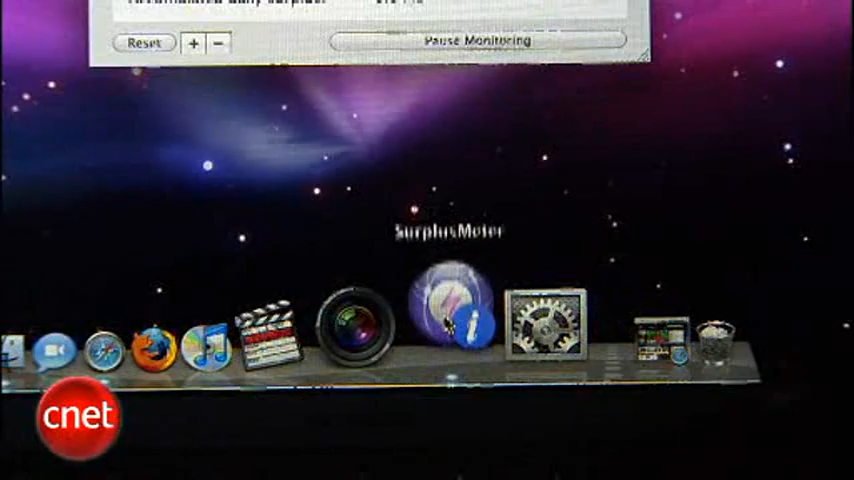 Reset + − Pause Monitoring
SurplusMeter
cnet